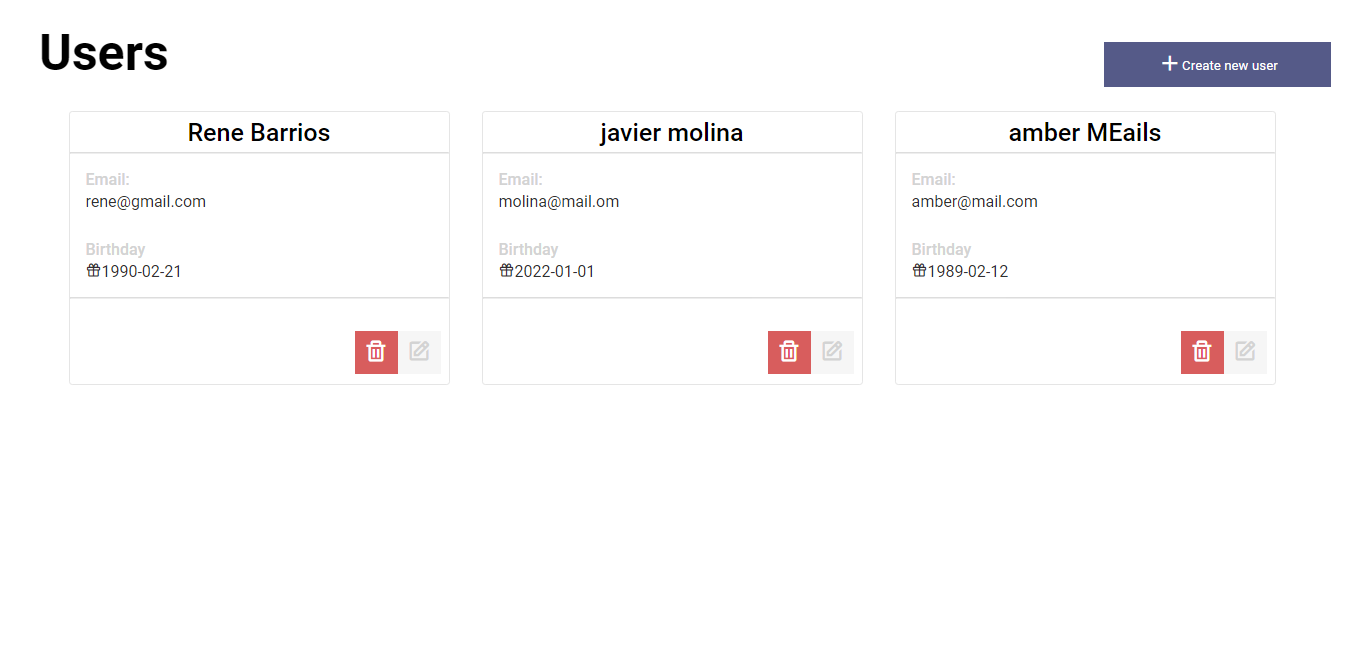 Users
Create new user
Rene Barrios
Email:
rene@gmail.com
Birthday
1990-02-21
javier molina
Email:
molina@mail.om
Birthday
2022-01-01
amber MEails
Email:
amber@mail.com
Birthday
1989-02-12